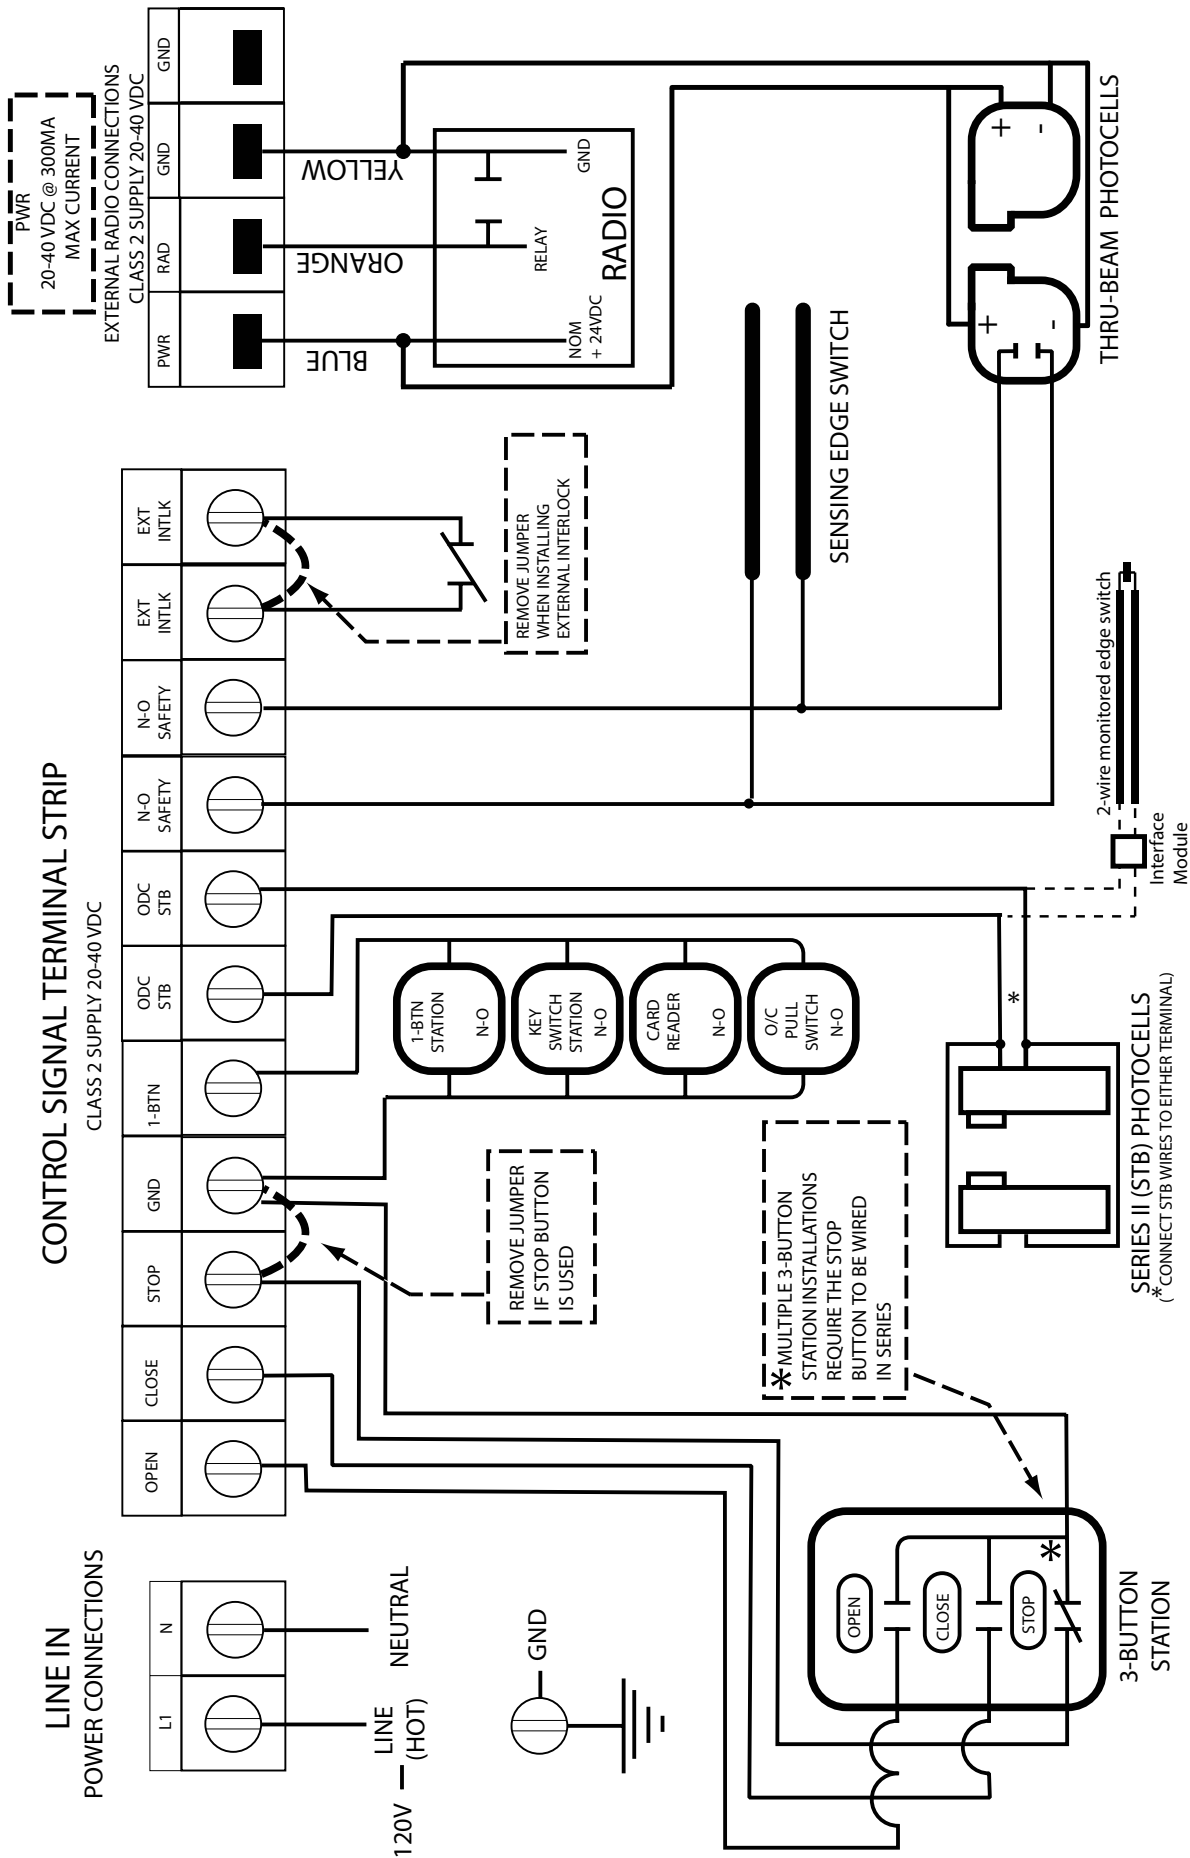 LINE IN
POWER CONNECTIONS
L1
N
120V
LINE
(HOT)
NEUTRAL
GND
CONTROL SIGNAL TERMINAL STRIP
CLASS 2 SUPPLY 20-40 VDC
OPEN
CLOSE
STOP
GND
1-BTN
ODC
STB
ODC
STB
N-O
SAFETY
N-O
SAFETY
EXT
INTLK
EXT
INTLK
PWR
20-40 VDC @ 300MA
MAX CURRENT
EXTERNAL RADIO CONNECTIONS
CLASS 2 SUPPLY 20-40 VDC
PWR
RAD
GND
GND
BLUE
ORANGE
YELLOW
NOM
+ 24VDC
RELAY
GND
RADIO
REMOVE JUMPER
IF STOP BUTTON
IS USED
REMOVE JUMPER
WHEN INSTALLING
EXTERNAL INTERLOCK
1-BTN
STATION
N-O
KEY
SWITCH
STATION
N-O
CARD
READER
N-O
O/C
PULL
SWITCH
N-O
* MULTIPLE 3-BUTTON
STATION INSTALLATIONS
REQUIRE THE STOP
BUTTON TO BE WIRED
IN SERIES
OPEN
CLOSE
STOP
*
3-BUTTON
STATION
*
SERIES II (STB) PHOTOCELLS
(* CONNECT STB WIRES TO EITHER TERMINAL)
Interface
Module
2-wire monitored edge switch
SENSING EDGE SWITCH
+
-
+
-
THRU-BEAM PHOTOCELLS